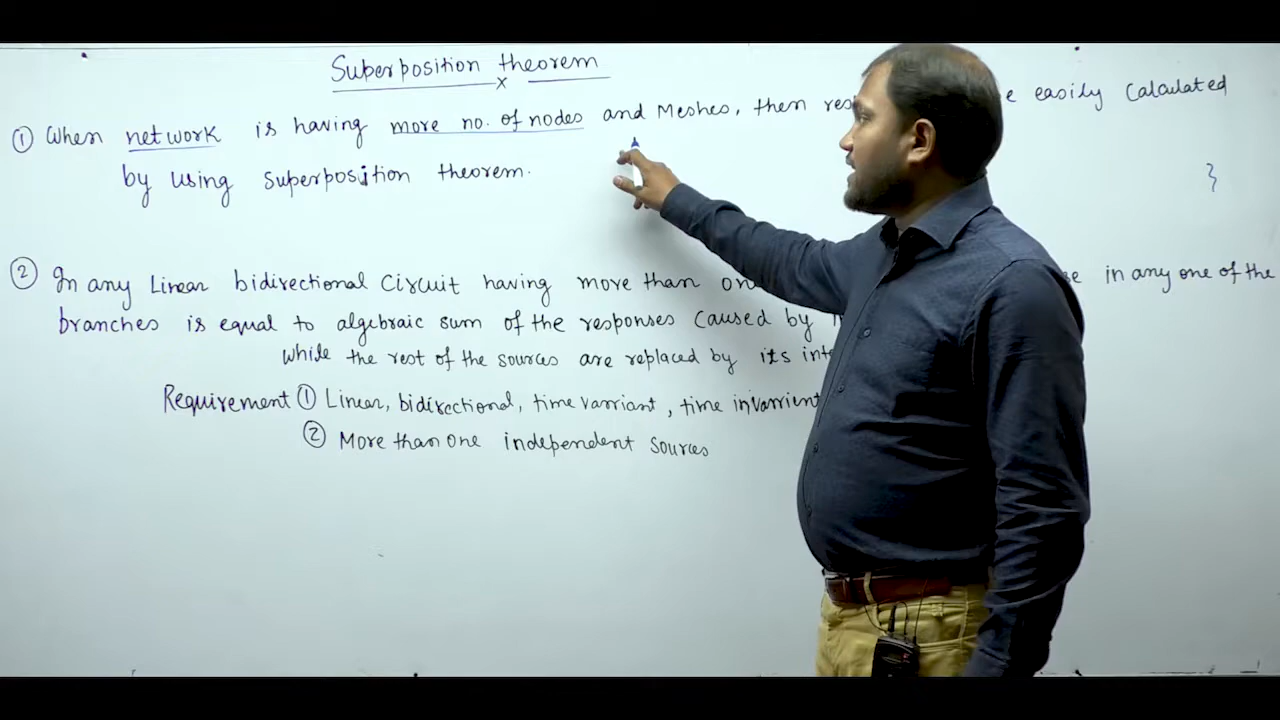 Superposition theorem
① When network is having more no. of nodes and Meshes, then easily calculated
by using superposition theorem.
② In any Linear bidirectional Circuit having more than in any one of the
branches is equal to algebraic sum of the responses caused by
while the rest of the sources are replaced by its
Requirement ① Linear, bidirectional, time varriant, time invarrient
② More than one independent sources